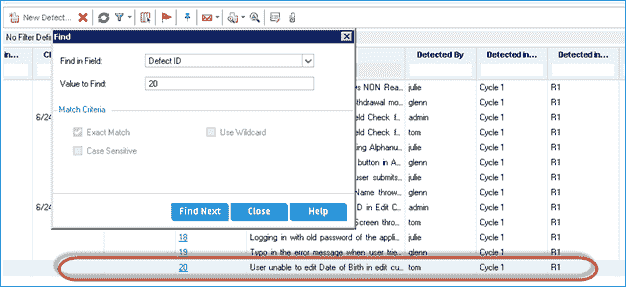 New Defect...
No Filter Defi
Find
in...
Cl
Detected By
Detected in...
Detected in...
Find in Field:
Defect ID
Value to Find:
20
Match Criteria
Exact Match
Use Wildcard
Case Sensitive
Find Next
Close
Help
s NON Rea... julie Cycle 1 R1
withdrawal mo... glenn Cycle 1 R1
6/24 eld Check f... admin Cycle 1 R1
eld Check F... tom Cycle 1 R1
ing Alphanu... julie Cycle 1 R1
button in A... glenn Cycle 1 R1
user submits... julie Cycle 1 R1
Name throw... glenn Cycle 1 R1
6/24 D in Edit C... admin Cycle 1 R1
Screen thro... tom Cycle 1 R1
18 Logging in with old password of the appli... julie Cycle 1 R1
19 Typo in the error message when user trie... glenn Cycle 1 R1
20 User unable to edit Date of Birth in edit cu... tom Cycle 1 R1